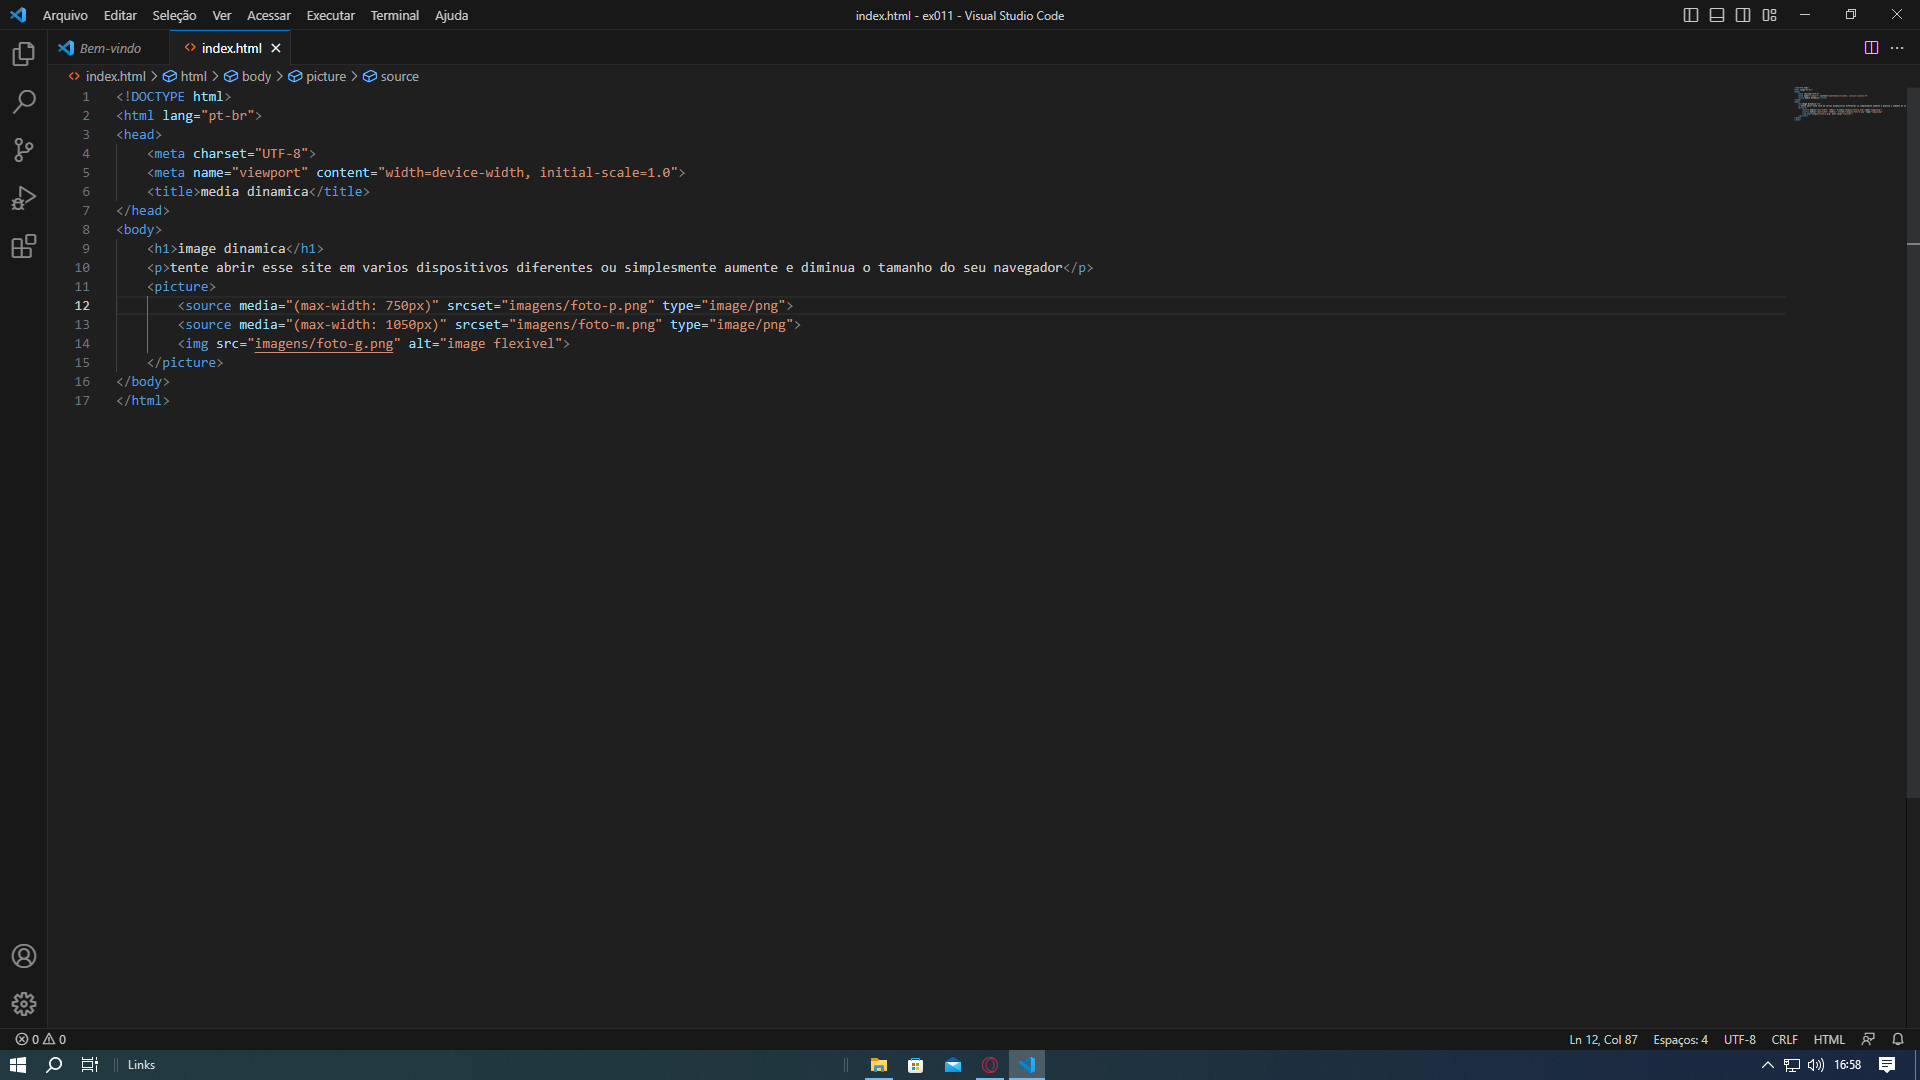 Arquivo Editar Seleção Ver Acessar Executar Terminal Ajuda
index.html - ex011 - Visual Studio Code
Bem-vindo
index.html
index.html > html > body > picture > source
1 <!DOCTYPE html>
2 <html lang="pt-br">
3 <head>
4 <meta charset="UTF-8">
5 <meta name="viewport" content="width=device-width, initial-scale=1.0">
6 <title>media dinamica</title>
7 </head>
8 <body>
9 <h1>image dinamica</h1>
10 <p>tente abrir esse site em varios dispositivos diferentes ou simplesmente aumente e diminua o tamanho do seu navegador</p>
11 <picture>
12 <source media="(max-width: 750px)" srcset="imagens/foto-p.png" type="image/png">
13 <source media="(max-width: 1050px)" srcset="imagens/foto-m.png" type="image/png">
14 <img src="imagens/foto-g.png" alt="image flexivel">
15 </picture>
16 </body>
17 </html>
0 0
Ln 12, Col 87 Espaços: 4 UTF-8 CRLF HTML
Links
16:58